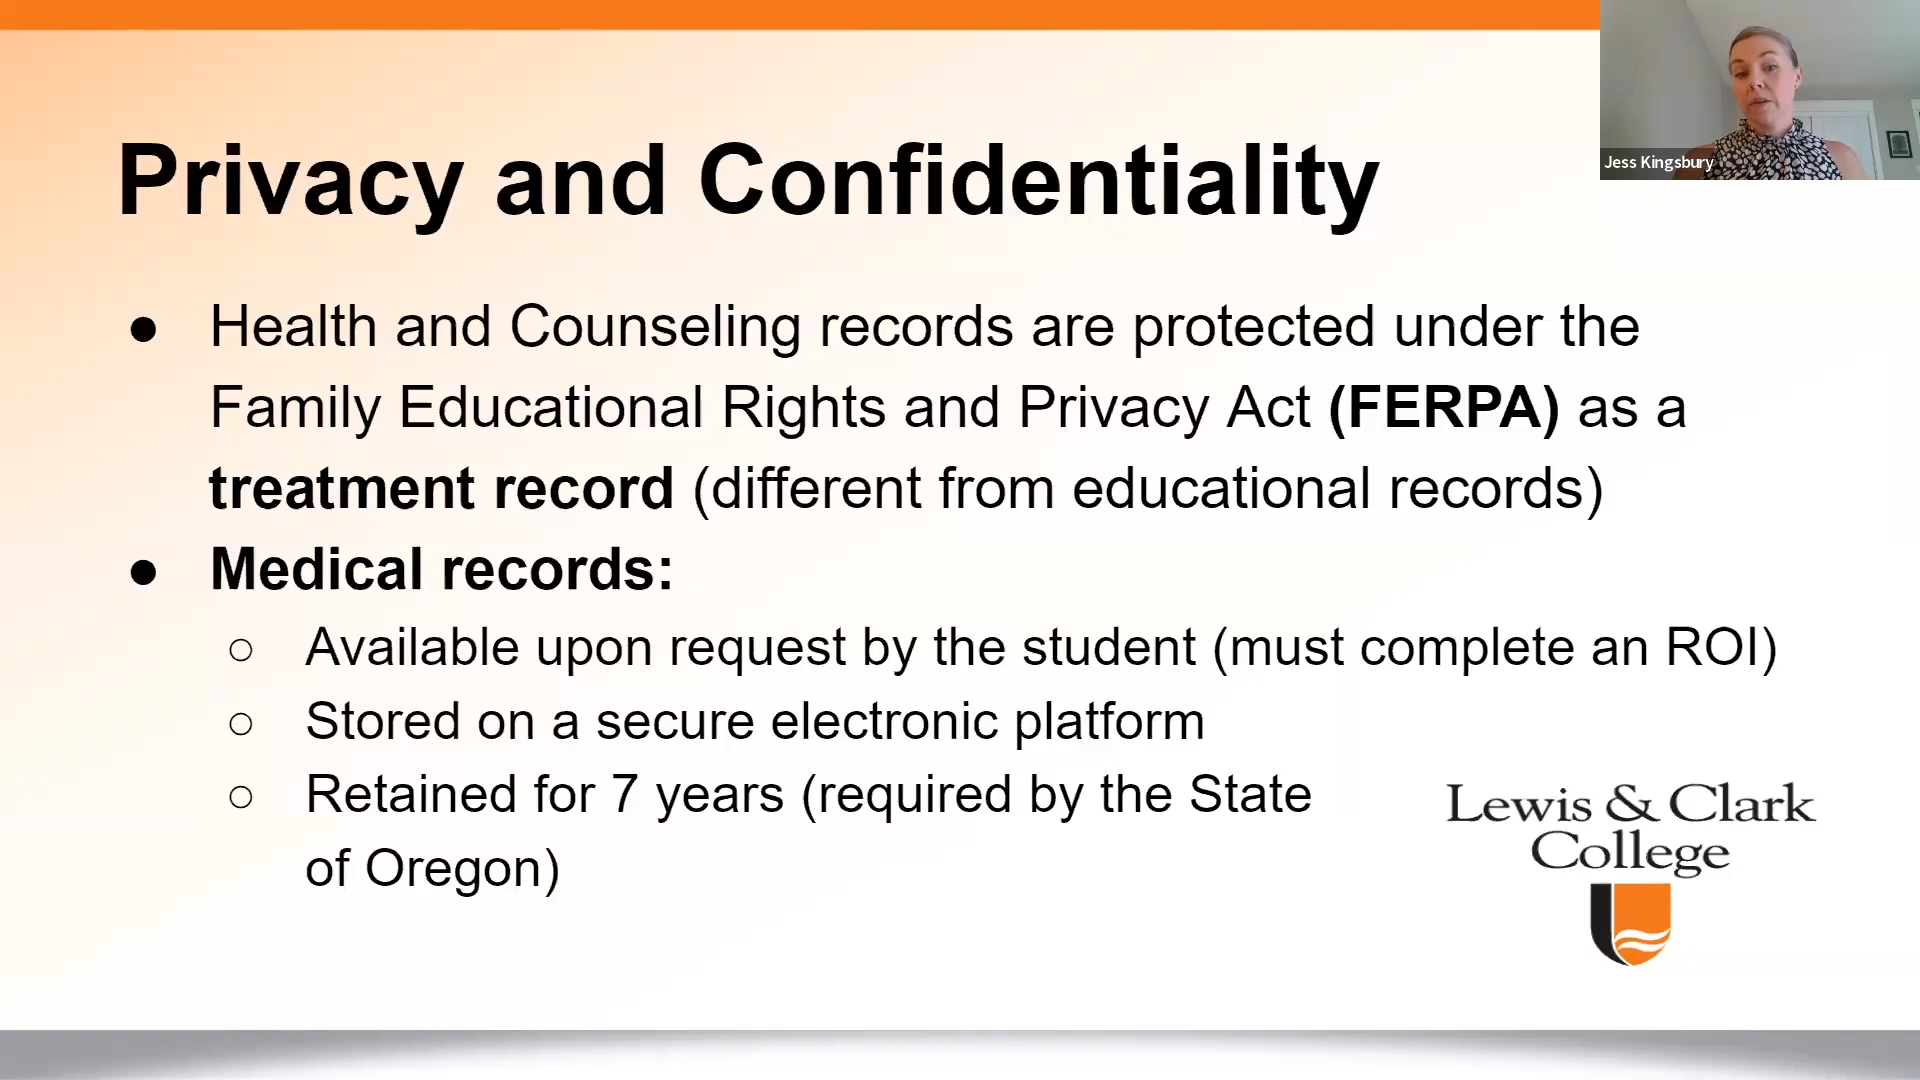 Jess Kingsbury
Privacy and Confidentiality
● Health and Counseling records are protected under the
Family Educational Rights and Privacy Act (FERPA) as a
treatment record (different from educational records)
● Medical records:
○ Available upon request by the student (must complete an ROI)
○ Stored on a secure electronic platform
○ Retained for 7 years (required by the State
of Oregon)
Lewis & Clark
College